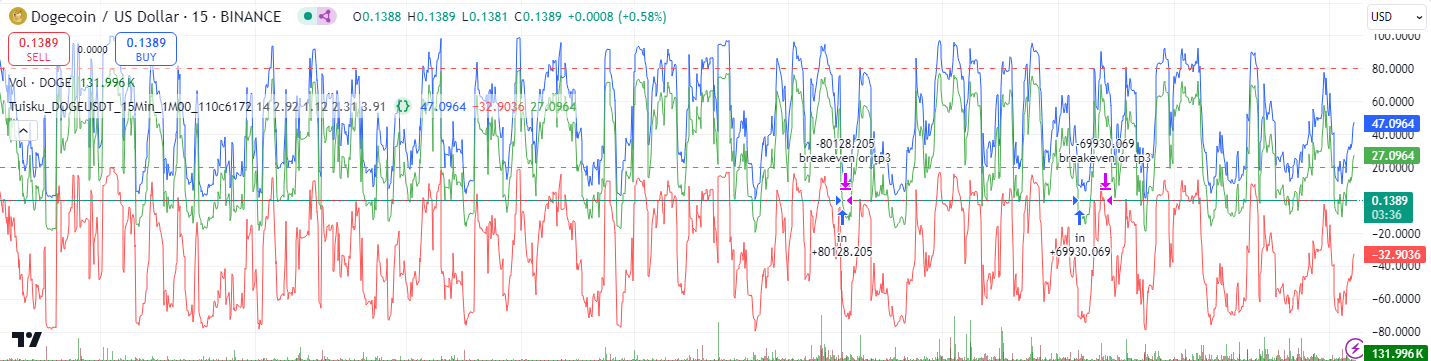 Dogecoin / US Dollar · 15 · BINANCE O0.1388 H0.1389 L0.1381 C0.1389 +0.0008 (+0.58%)
USD
0.1389
SELL
0.0000
0.1389
BUY
Vol · DOGE 131.996 K
Tuisku_DOGEUSDT_15Min_1M00_110c6172 14 2.92 1.12 2.31 3.91 {} 47.0964 −32.9036 27.0964
100.0000
80.0000
60.0000
47.0964
40.0000
27.0964
20.0000
0.1389
03:36
−20.0000
−32.9036
−40.0000
−60.0000
−80.0000
131.996 K
-80128.205
breakeven or tp3
in
+80128.205
-69930.069
breakeven or tp3
in
+69930.069